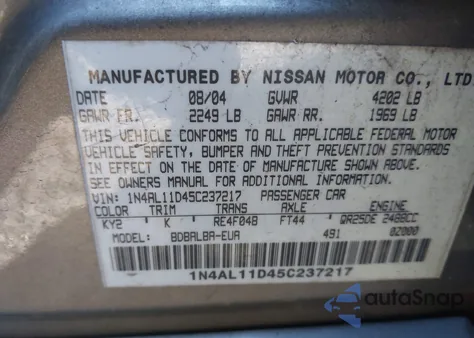 MANUFACTURED BY NISSAN MOTOR CO., LTD
DATE 08/04 GVWR 4202 LB
GAWR FR. 2249 LB GAWR RR. 1969 LB
THIS VEHICLE CONFORMS TO ALL APPLICABLE FEDERAL MOTOR
VEHICLE SAFETY, BUMPER AND THEFT PREVENTION STANDARDS
IN EFFECT ON THE DATE OF MANUFACTURE SHOWN ABOVE.
SEE OWNERS MANUAL FOR ADDITIONAL INFORMATION
VIN: 1N4AL11D45C237217 PASSENGER CAR
COLOR TRIM TRANS AXLE ENGINE
KY2 K RE4F04B FT44 QR25DE 2488CC
MODEL: BDBALBA-EUA 491 02000
1N4AL11D45C237217
autoSnap